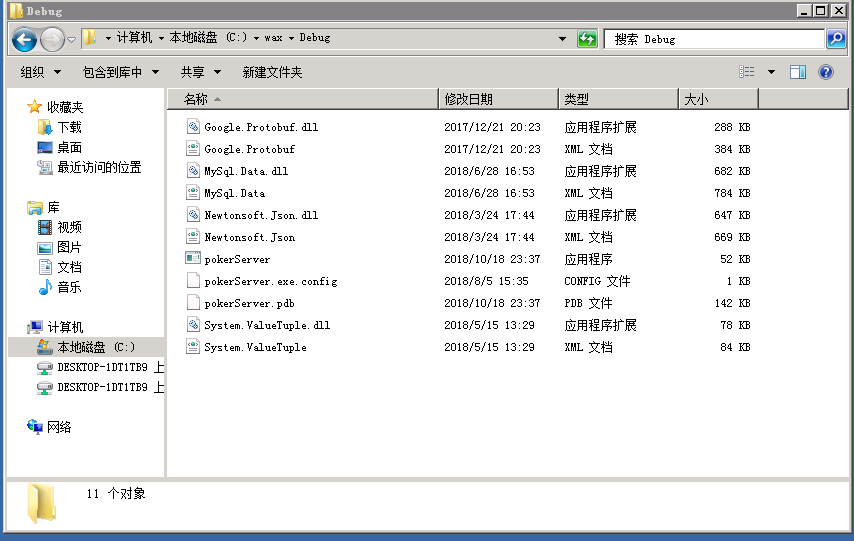 Debug
计算机 本地磁盘 (C:) wax Debug
搜索 Debug
组织 包含到库中 共享 新建文件夹
收藏夹
下载
桌面
最近访问的位置
库
视频
图片
文档
音乐
计算机
本地磁盘 (C:)
DESKTOP-1DT1TB9 上
DESKTOP-1DT1TB9 上
网络
名称 修改日期 类型 大小
Google.Protobuf.dll 2017/12/21 20:23 应用程序扩展 288 KB
Google.Protobuf 2017/12/21 20:23 XML 文档 384 KB
MySql.Data.dll 2018/6/28 16:53 应用程序扩展 682 KB
MySql.Data 2018/6/28 16:53 XML 文档 784 KB
Newtonsoft.Json.dll 2018/3/24 17:44 应用程序扩展 647 KB
Newtonsoft.Json 2018/3/24 17:44 XML 文档 669 KB
pokerServer 2018/10/18 23:37 应用程序 52 KB
pokerServer.exe.config 2018/8/5 15:35 CONFIG 文件 1 KB
pokerServer.pdb 2018/10/18 23:37 PDB 文件 142 KB
System.ValueTuple.dll 2018/5/15 13:29 应用程序扩展 78 KB
System.ValueTuple 2018/5/15 13:29 XML 文档 84 KB
11 个对象